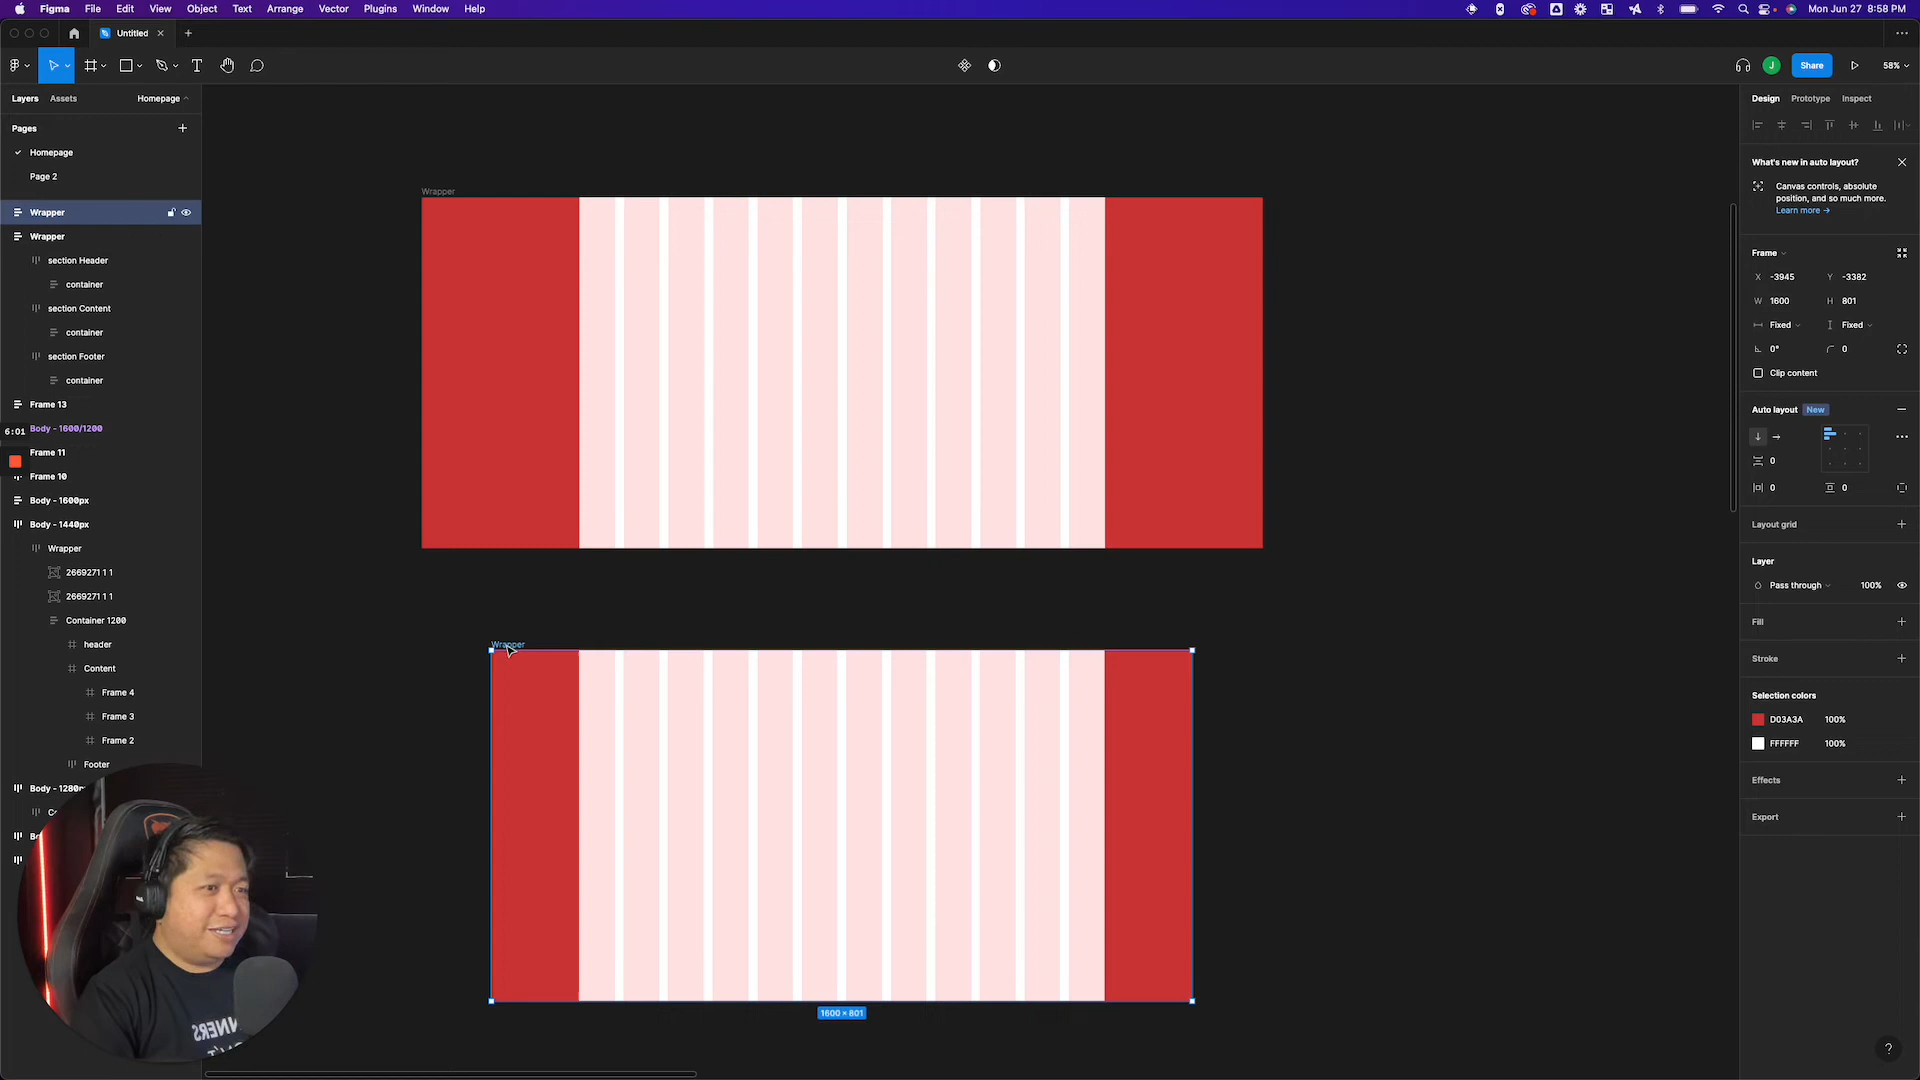 Figma File Edit View Object Text Arrange Vector Plugins Window Help
Mon Jun 27 8:58 PM
Untitled
J
Share
58%
Layers Assets Homepage
Pages
Homepage
Page 2
Wrapper
Wrapper
section Header
container
section Content
container
section Footer
container
Frame 13
Body - 1600/1200
6:01
Frame 11
Frame 10
Body - 1600px
Body - 1440px
Wrapper
2669271 1 1
2669271 1 1
Container 1200
header
Content
Frame 4
Frame 3
Frame 2
Footer
Body - 1280p
Wrapper
Wrapper
1600 × 801
Design Prototype Inspect
What's new in auto layout?
Canvas controls, absolute
position, and so much more.
Learn more →
Frame
X -3945 Y -3382
W 1600 H 801
Fixed Fixed
0° 0
Clip content
Auto layout New
0
0 0
Layout grid
Layer
Pass through 100%
Fill
Stroke
Selection colors
D03A3A 100%
FFFFFF 100%
Effects
Export
?